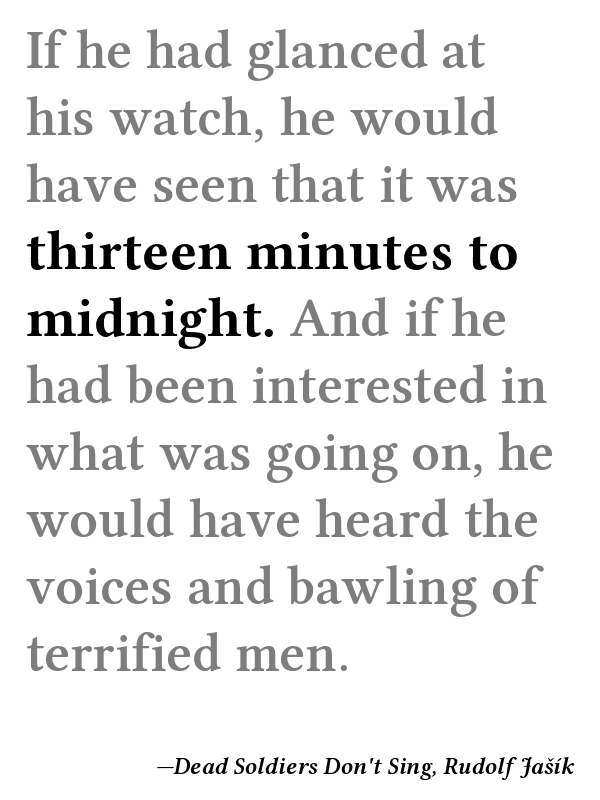 If he had glanced at
his watch, he would
have seen that it was
thirteen minutes to
midnight. And if he
had been interested in
what was going on, he
would have heard the
voices and bawling of
terrified men.
—Dead Soldiers Don't Sing, Rudolf Jašík